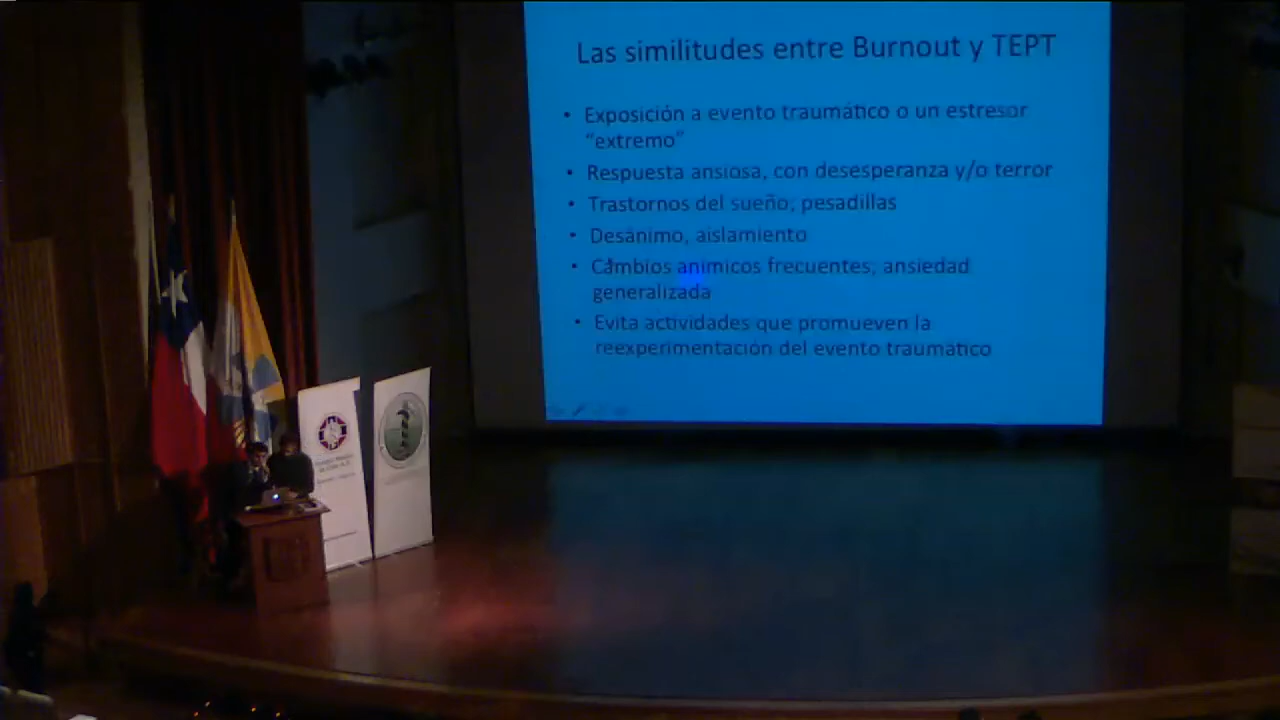 Las similitudes entre Burnout y TEPT
• Exposición a evento traumático o un estresor
“extremo”
• Respuesta ansiosa, con desesperanza y/o terror
• Trastornos del sueño; pesadillas
• Desánimo, aislamiento
• Cambios anímicos frecuentes; ansiedad
generalizada
• Evita actividades que promueven la
reexperimentación del evento traumático